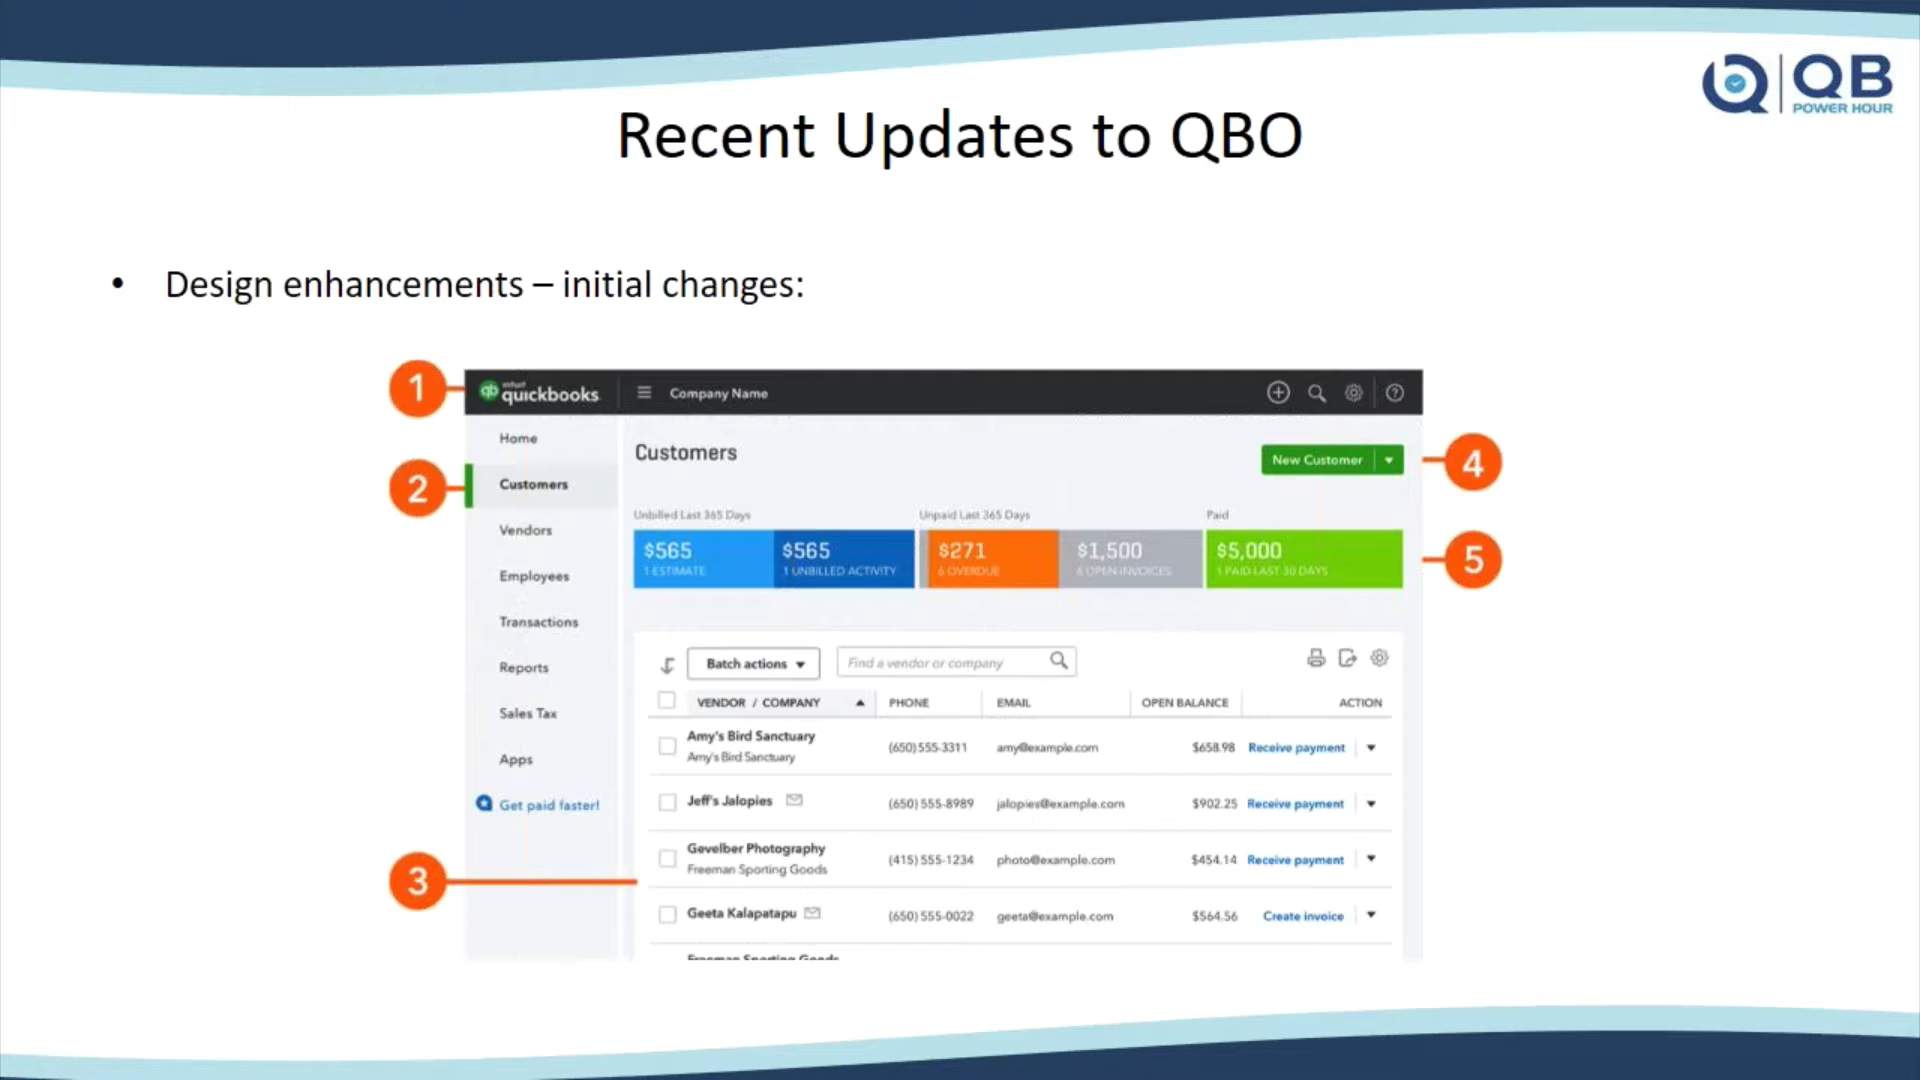 QB
POWER HOUR
Recent Updates to QBO
• Design enhancements – initial changes:
1
intuit
qb quickbooks
Company Name
Home
Customers
New Customer
4
2
Customers
Vendors
Unbilled Last 365 Days
Unpaid Last 365 Days
Paid
$565
$565
$271
$1,500
$5,000
1 ESTIMATE
1 UNBILLED ACTIVITY
6 OVERDUE
6 OPEN INVOICES
1 PAID LAST 30 DAYS
5
Employees
Transactions
Reports
Sales Tax
Apps
Get paid faster!
Batch actions
Find a vendor or company
VENDOR / COMPANY PHONE EMAIL OPEN BALANCE ACTION
Amy's Bird Sanctuary
Amy's Bird Sanctuary
(650) 555-3311 amy@example.com $658.98 Receive payment
Jeff's Jalopies (650) 555-8989 jalopies@example.com $902.25 Receive payment
Gevelber Photography
Freeman Sporting Goods
(415) 555-1234 photo@example.com $454.14 Receive payment
3
Geeta Kalapatapu (650) 555-0022 geeta@example.com $564.56 Create invoice
Freeman Sporting Goods